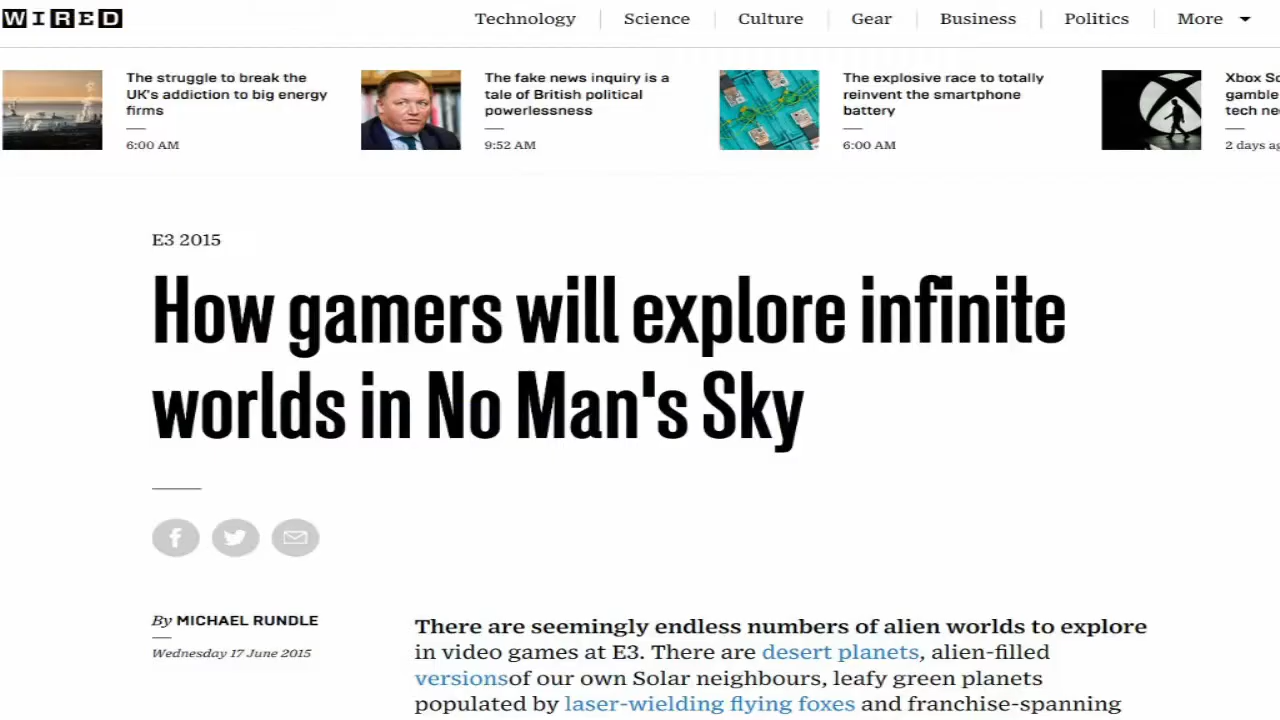 WIRED
Technology
Science
Culture
Gear
Business
Politics
More
The struggle to break the
UK's addiction to big energy
firms
6:00 AM
The fake news inquiry is a
tale of British political
powerlessness
9:52 AM
The explosive race to totally
reinvent the smartphone
battery
6:00 AM
Xbox
gamble
tech
2 days
E3 2015
How gamers will explore infinite
worlds in No Man's Sky
By MICHAEL RUNDLE
Wednesday 17 June 2015
There are seemingly endless numbers of alien worlds to explore
in video games at E3. There are desert planets, alien-filled
versionsof our own Solar neighbours, leafy green planets
populated by laser-wielding flying foxes and franchise-spanning